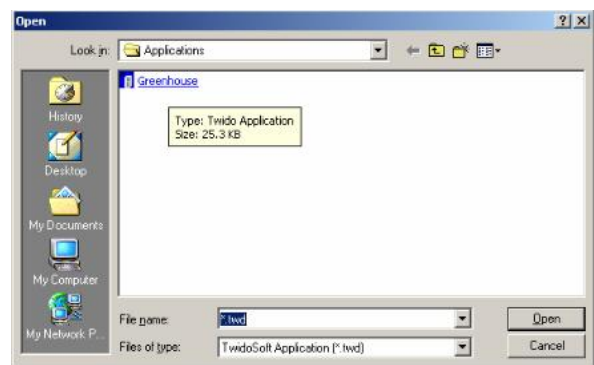 Open
Look in: Applications
Greenhouse
Type: Twido Application
Size: 25.3 KB
History
Desktop
My Documents
My Computer
My Network P...
File name: *.twd Open
Files of type: TwidoSoft Application (*.twd) Cancel